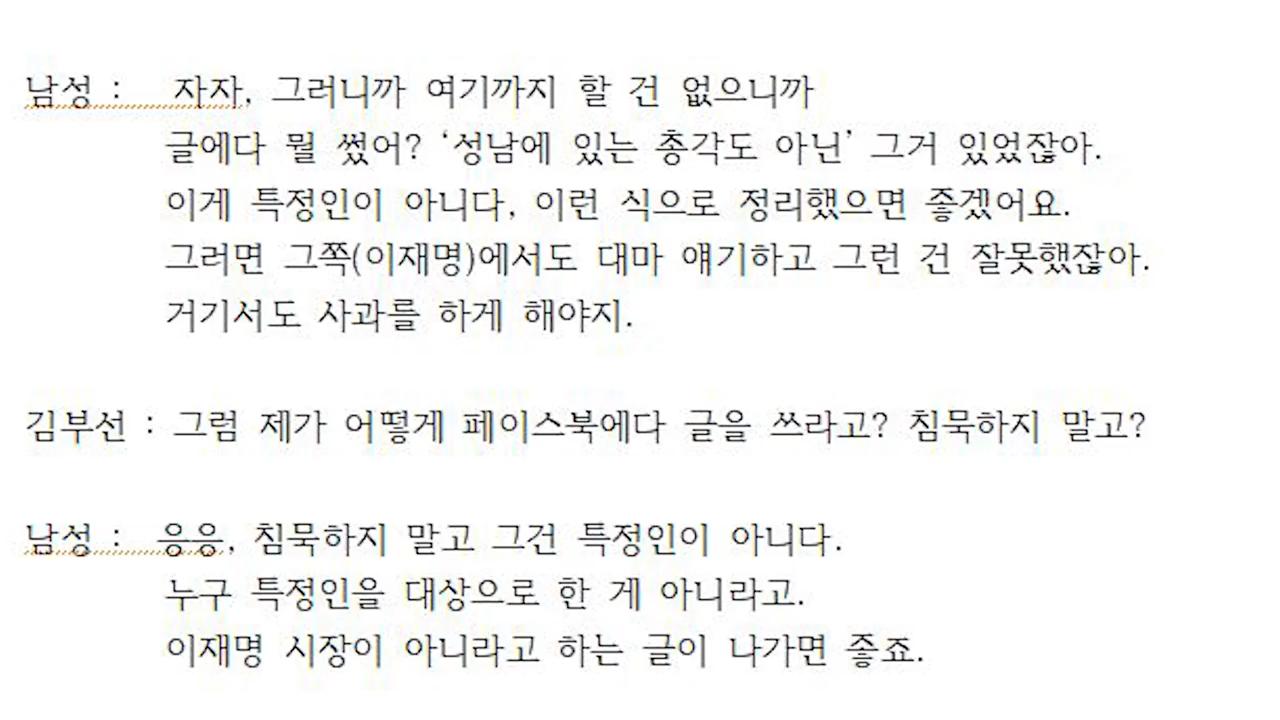 남성 : 자자, 그러니까 여기까지 할 건 없으니까
글에다 뭘 썼어? ‘성남에 있는 총각도 아닌’ 그거 있었잖아.
이게 특정인이 아니다, 이런 식으로 정리했으면 좋겠어요.
그러면 그쪽(이재명)에서도 대마 얘기하고 그런 건 잘못했잖아.
거기서도 사과를 하게 해야지.
김부선 : 그럼 제가 어떻게 페이스북에다 글을 쓰라고? 침묵하지 말고?
남성 : 응응, 침묵하지 말고 그건 특정인이 아니다.
누구 특정인을 대상으로 한 게 아니라고.
이재명 시장이 아니라고 하는 글이 나가면 좋죠.